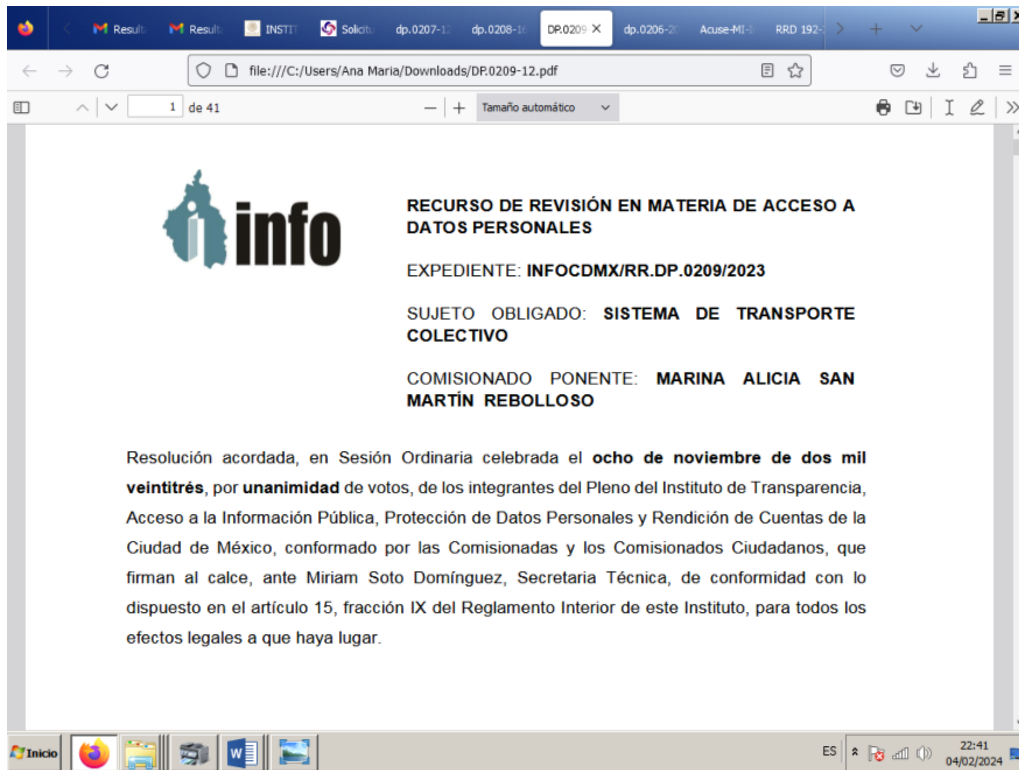 Result
Result
INSTIT
Solicitu
dp.0207-12
dp.0208-16
DP.0209
dp.0206-20
Acuse-MI-
RRD 192-
file:///C:/Users/Ana Maria/Downloads/DP.0209-12.pdf
1 de 41
Tamaño automático
info
RECURSO DE REVISIÓN EN MATERIA DE ACCESO A
DATOS PERSONALES
EXPEDIENTE: INFOCDMX/RR.DP.0209/2023
SUJETO OBLIGADO: SISTEMA DE TRANSPORTE
COLECTIVO
COMISIONADO PONENTE: MARINA ALICIA SAN
MARTÍN REBOLLOSO
Resolución acordada, en Sesión Ordinaria celebrada el ocho de noviembre de dos mil
veintitrés, por unanimidad de votos, de los integrantes del Pleno del Instituto de Transparencia,
Acceso a la Información Pública, Protección de Datos Personales y Rendición de Cuentas de la
Ciudad de México, conformado por las Comisionadas y los Comisionados Ciudadanos, que
firman al calce, ante Miriam Soto Domínguez, Secretaria Técnica, de conformidad con lo
dispuesto en el artículo 15, fracción IX del Reglamento Interior de este Instituto, para todos los
efectos legales a que haya lugar.
Inicio
ES
22:41
04/02/2024